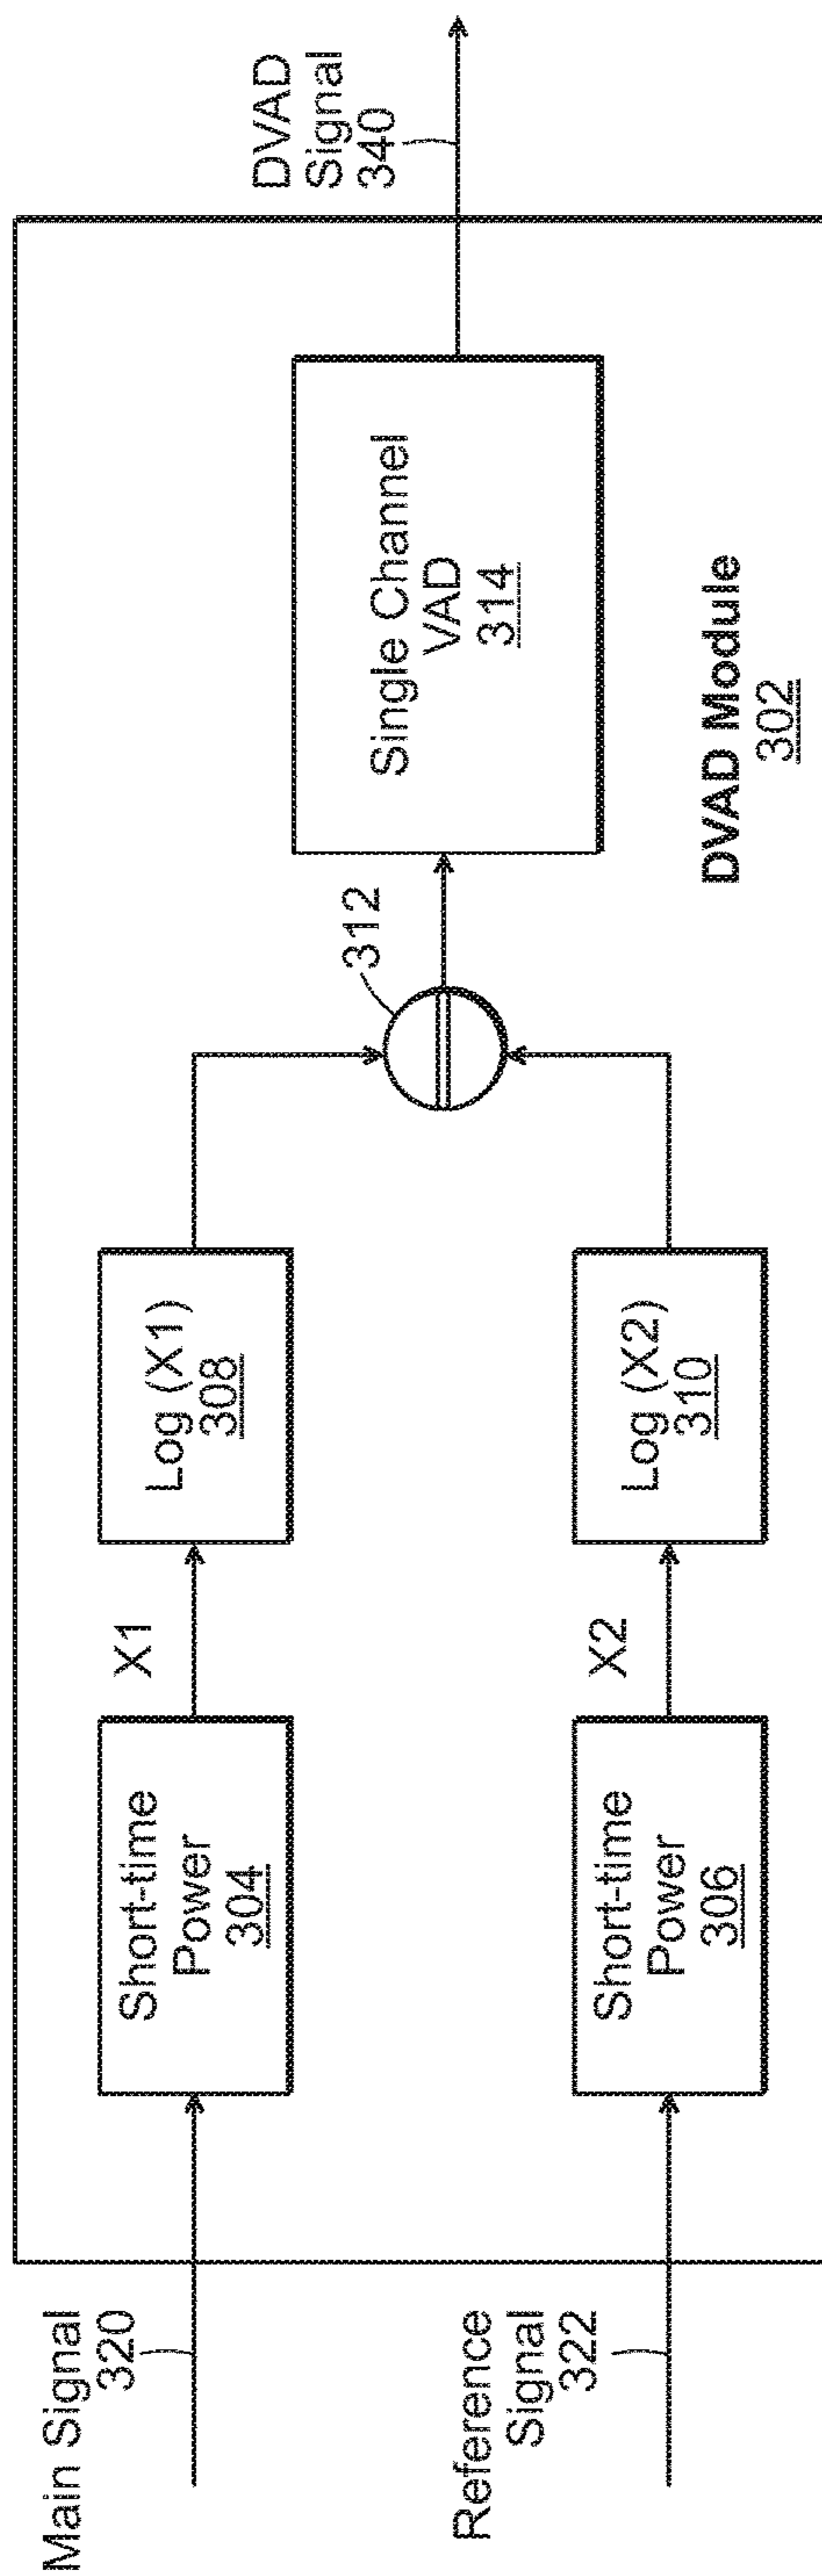 Main Signal
320
Reference
Signal
322
Short-time
Power
304
Short-time
Power
306
X1
X2
Log (X1)
308
Log (X2)
310
312
Single Channel
VAD
314
DVAD Module
302
DVAD
Signal
340